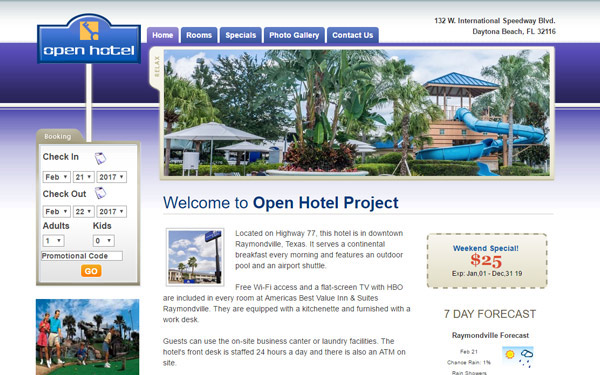 open hotel
Home Rooms Specials Photo Gallery Contact Us
132 W. International Speedway Blvd.
Daytona Beach, FL 32116
RELAX
Booking
Check In
Feb 21 2017
Check Out
Feb 22 2017
Adults Kids
1 0
Promotional Code
GO
Welcome to Open Hotel Project
Located on Highway 77, this hotel is in downtown
Raymondville, Texas. It serves a continental
breakfast every morning and features an outdoor
pool and an airport shuttle.
Free Wi-Fi access and a flat-screen TV with HBO
are included in every room at Americas Best Value Inn & Suites
Raymondville. They are equipped with a kitchenette and furnished with a
work desk.
Guests can use the on-site business canter or laundry facilities. The
hotel's front desk is staffed 24 hours a day and there is also an ATM on
site.
Weekend Special!
$25
Exp: Jan,01 - Dec,31 19
7 DAY FORECAST
Raymondville Forecast
Feb 21
Chance Rain: 1%
Rain Showers